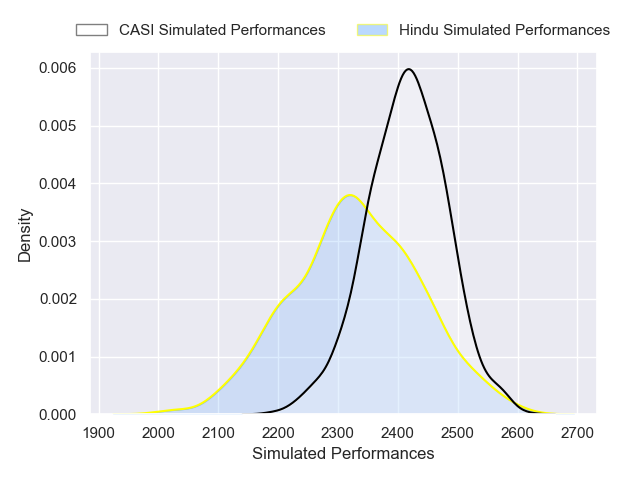 CASI Simulated Performances Hindu Simulated Performances
0.006
0.005
0.004
0.003
0.002
0.001
0.000
Density
1900 2000 2100 2200 2300 2400 2500 2600 2700
Simulated Performances